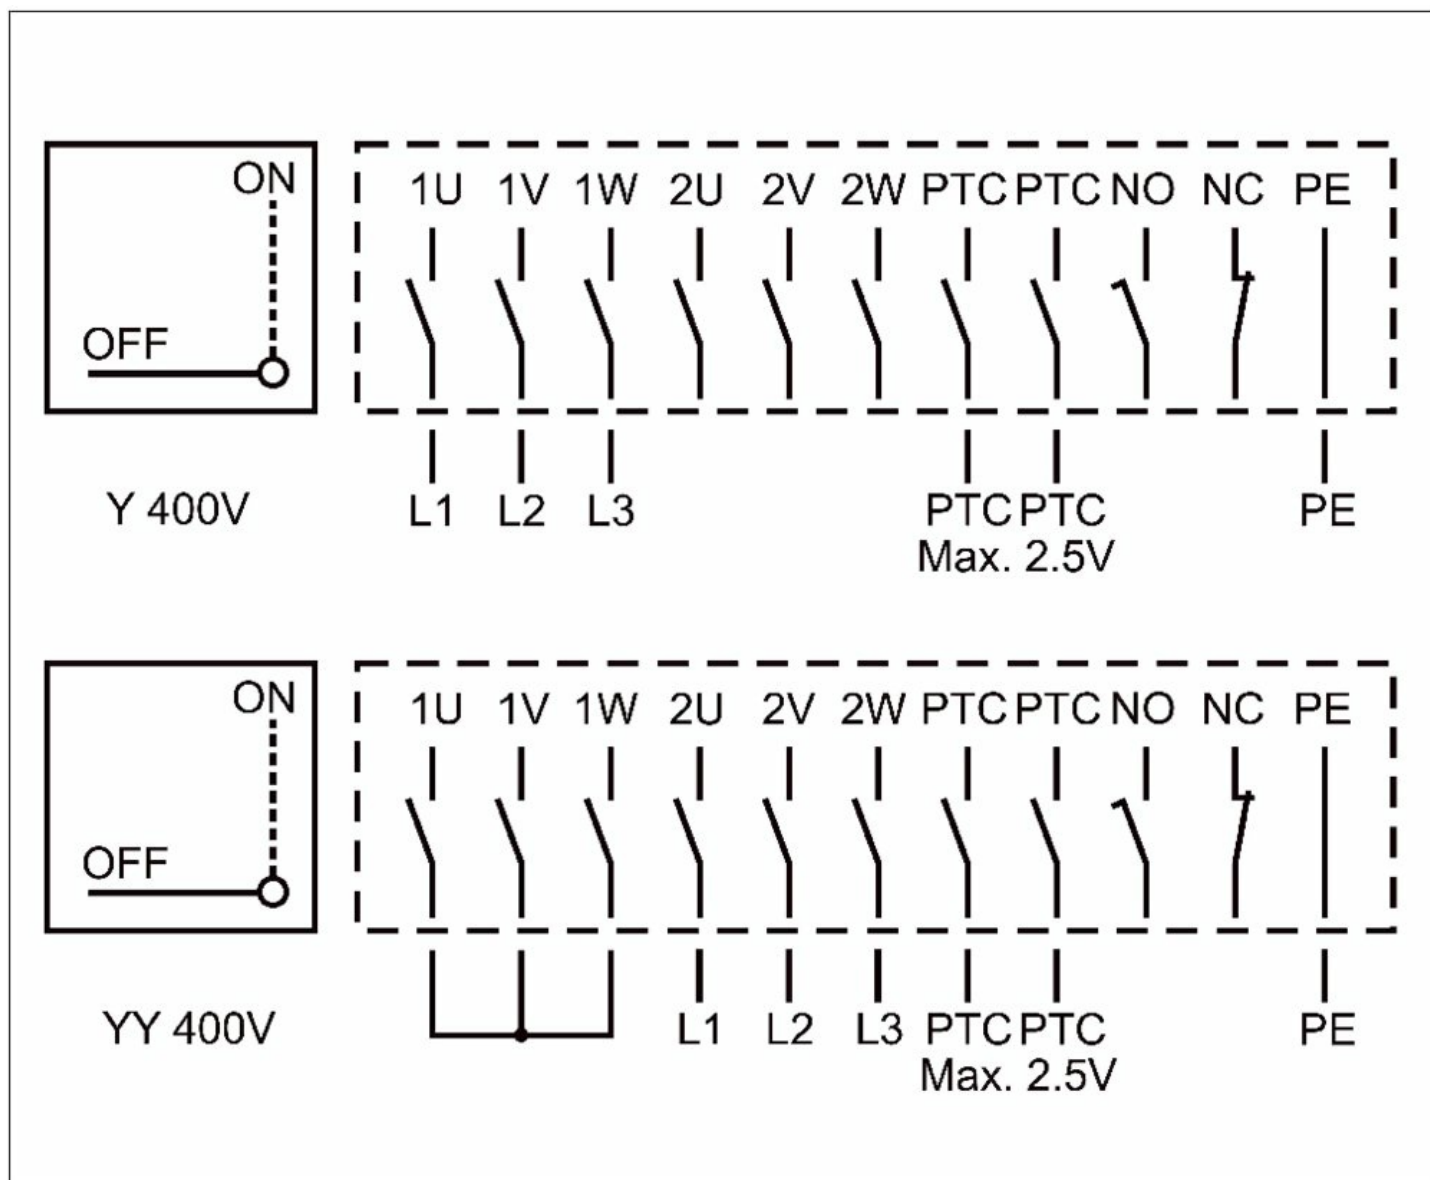 ON
OFF
1U 1V 1W 2U 2V 2W PTC PTC NO NC PE
Y 400V
L1 L2 L3 PTC PTC PE
Max. 2.5V
ON
OFF
1U 1V 1W 2U 2V 2W PTC PTC NO NC PE
YY 400V
L1 L2 L3 PTC PTC PE
Max. 2.5V